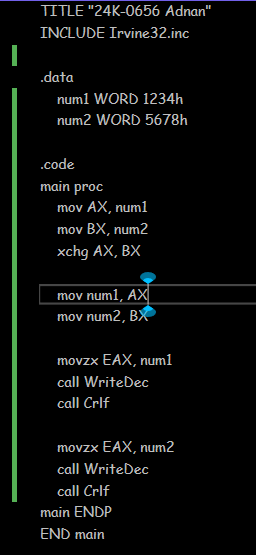 TITLE "24K-0656 Adnan"
INCLUDE Irvine32.inc
.data
num1 WORD 1234h
num2 WORD 5678h
.code
main proc
mov AX, num1
mov BX, num2
xchg AX, BX
mov num1, AX
mov num2, BX
movzx EAX, num1
call WriteDec
call Crlf
movzx EAX, num2
call WriteDec
call Crlf
main ENDP
END main